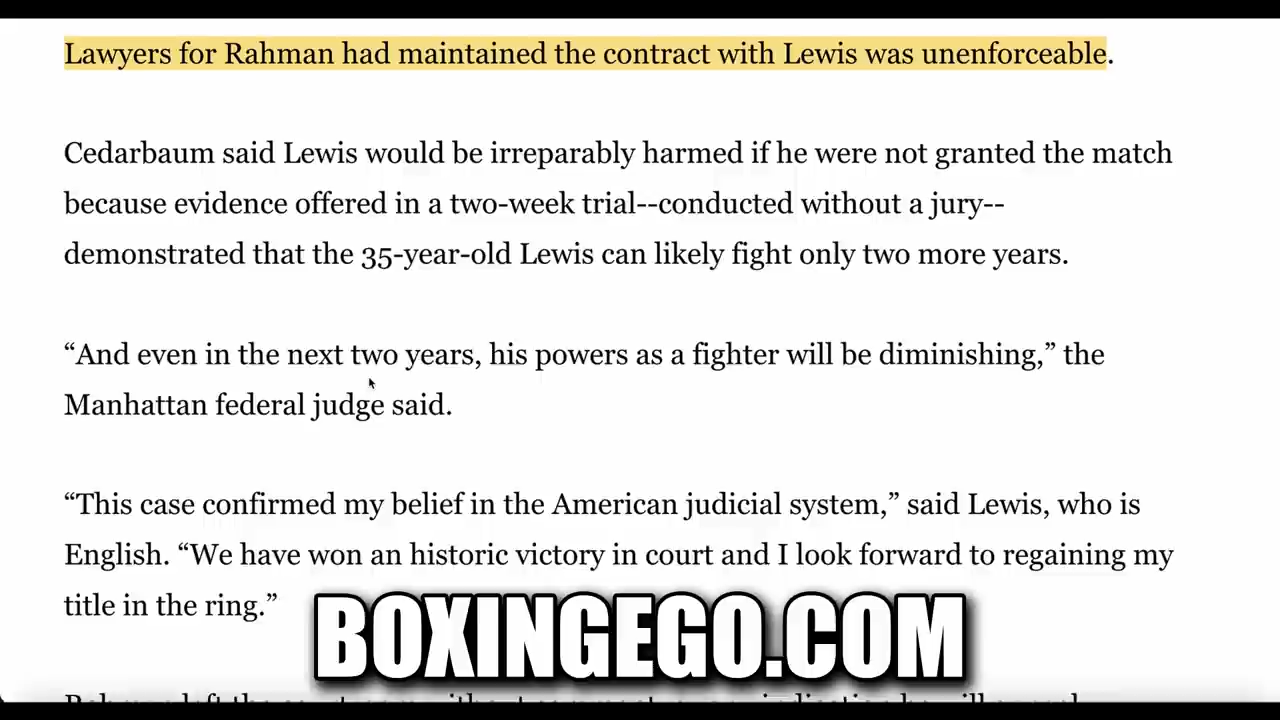 Lawyers for Rahman had maintained the contract with Lewis was unenforceable.
Cedarbaum said Lewis would be irreparably harmed if he were not granted the match
because evidence offered in a two-week trial--conducted without a jury--
demonstrated that the 35-year-old Lewis can likely fight only two more years.
“And even in the next two years, his powers as a fighter will be diminishing,” the
Manhattan federal judge said.
“This case confirmed my belief in the American judicial system,” said Lewis, who is
English. “We have won an historic victory in court and I look forward to regaining my
title in the ring.”
BOXINGEGO.COM